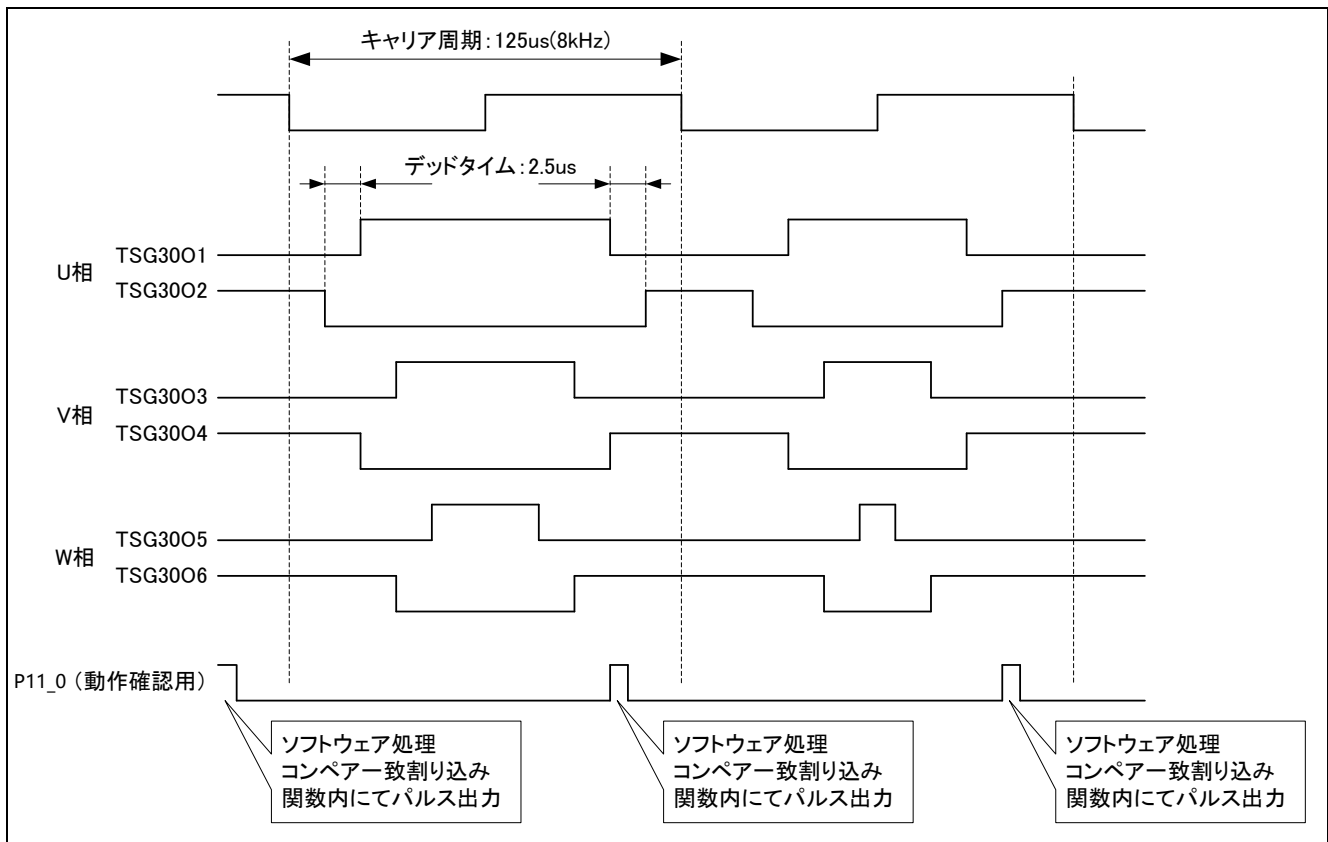 キャリア周期：125us(8kHz)
デッドタイム：2.5us
U相
TSG30O1
TSG30O2
V相
TSG30O3
TSG30O4
W相
TSG30O5
TSG30O6
P11_0（動作確認用）
ソフトウェア処理
コンペアー致割り込み
関数内にてパルス出力
ソフトウェア処理
コンペアー致割り込み
関数内にてパルス出力
ソフトウェア処理
コンペアー致割り込み
関数内にてパルス出力